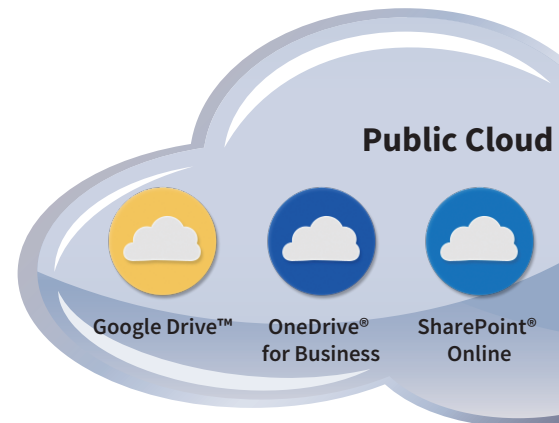 Public Cloud
Google Drive™
OneDrive®
for Business
SharePoint®
Online